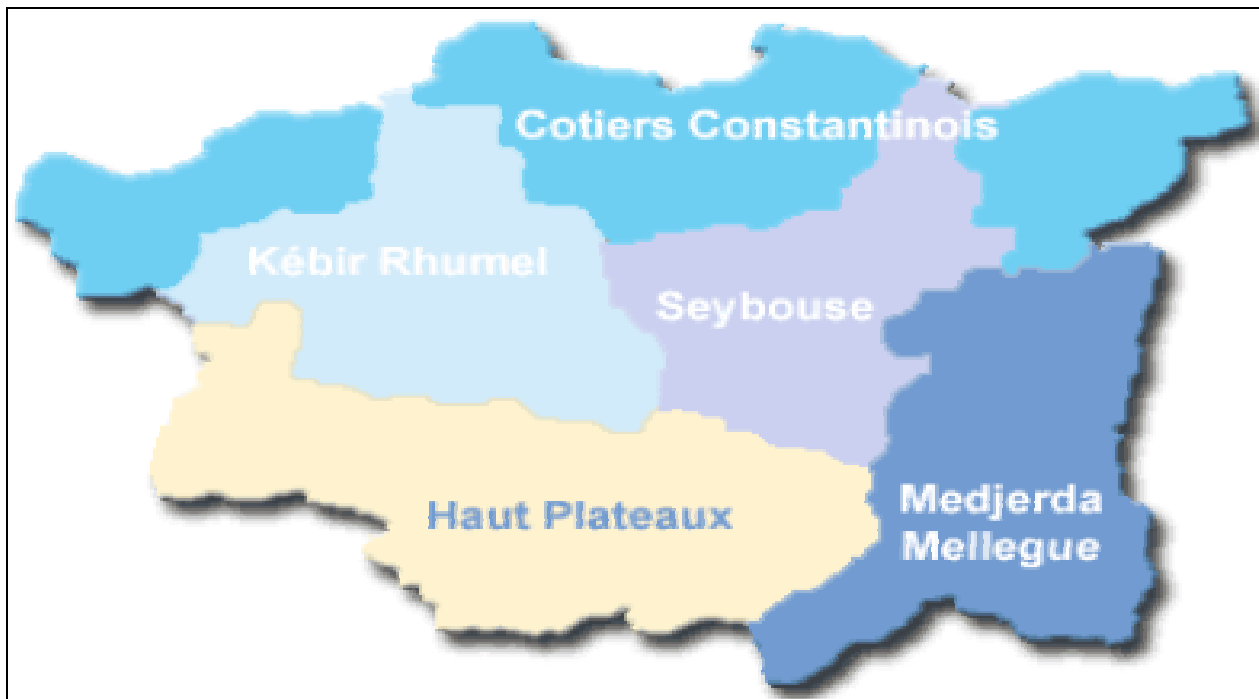 Cotiers Constantinois
Kébir Rhumel
Seybouse
Haut Plateaux
Medjerda
Mellegue